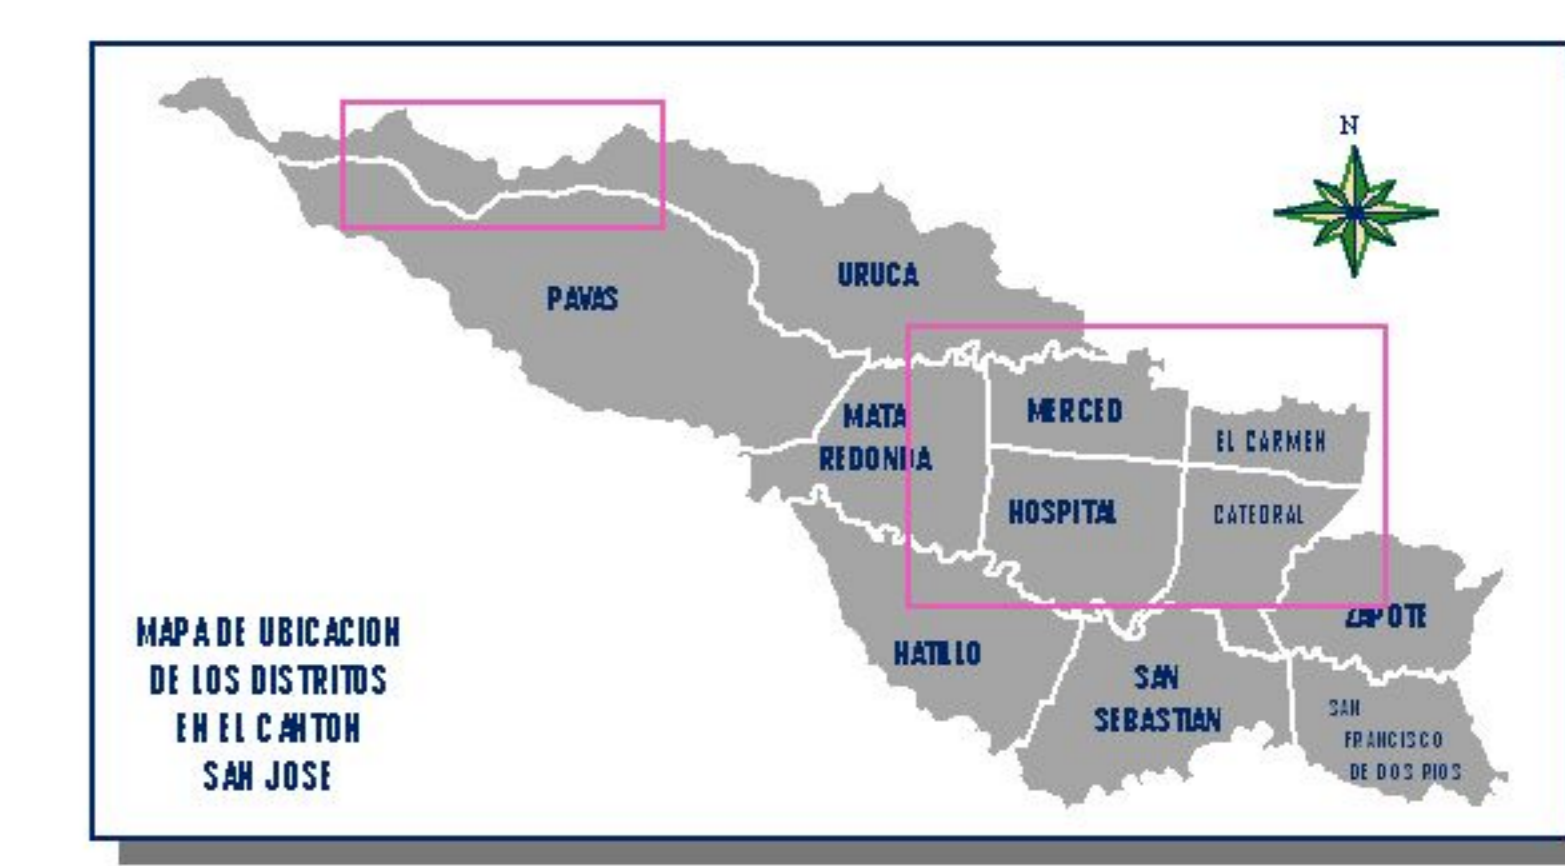 N
URUCA
PAVAS
MATA
REDONDA
MERCED
EL CARMEN
HOSPITAL
CATEDRAL
ZAPOTE
HATILLO
SAN
SEBASTIAN
SAN
FRANCISCO
DE DOS RIOS
MAPA DE UBICACION
DE LOS DISTRITOS
EN EL CANTON
SAN JOSE